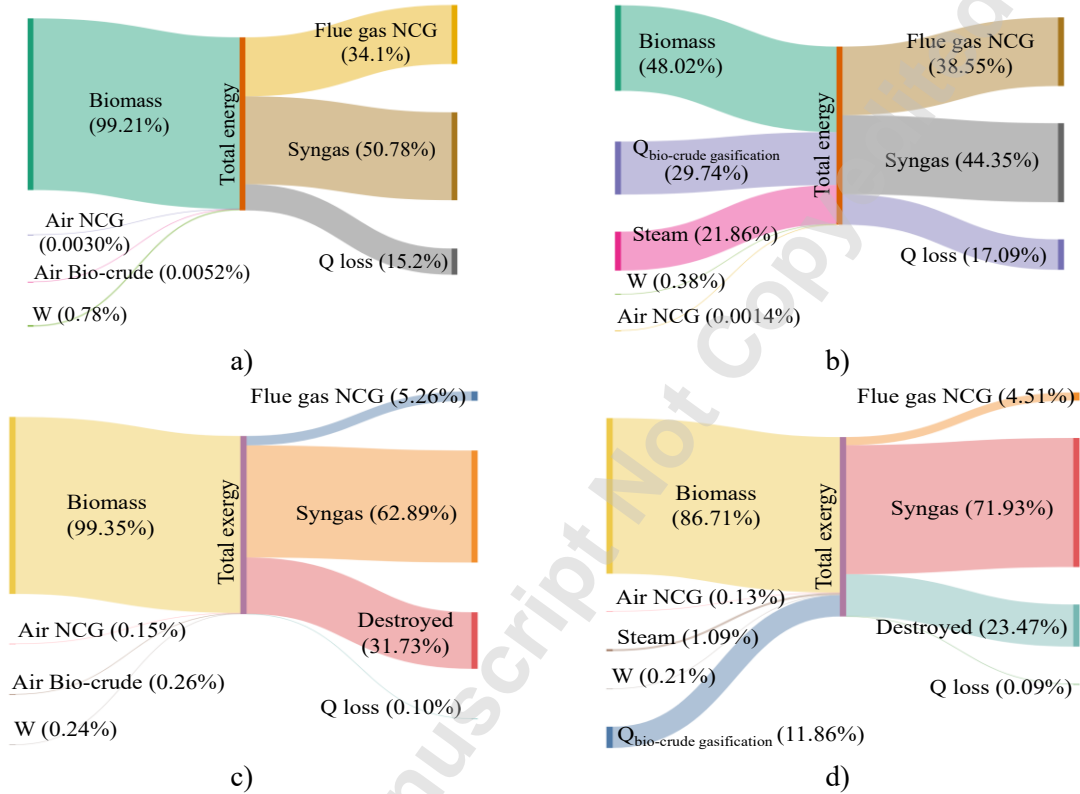 Flue gas NCG
(34.1%)
Biomass
(99.21%)
Total energy
Syngas (50.78%)
Air NCG
(0.0030%)
Air Bio-crude (0.0052%)
W (0.78%)
Q loss (15.2%)
a)
Biomass
(48.02%)
Flue gas NCG
(38.55%)
Qbio-crude gasification
(29.74%)
Total energy
Syngas (44.35%)
Steam (21.86%)
W (0.38%)
Air NCG (0.0014%)
Q loss (17.09%)
b)
Flue gas NCG (5.26%)
Biomass
(99.35%)
Total exergy
Syngas (62.89%)
Air NCG (0.15%)
Air Bio-crude (0.26%)
W (0.24%)
Destroyed
(31.73%)
Q loss (0.10%)
c)
Flue gas NCG (4.51%)
Biomass
(86.71%)
Total exergy
Syngas (71.93%)
Air NCG (0.13%)
Steam (1.09%)
W (0.21%)
Qbio-crude gasification (11.86%)
Destroyed (23.47%)
Q loss (0.09%)
d)
Not